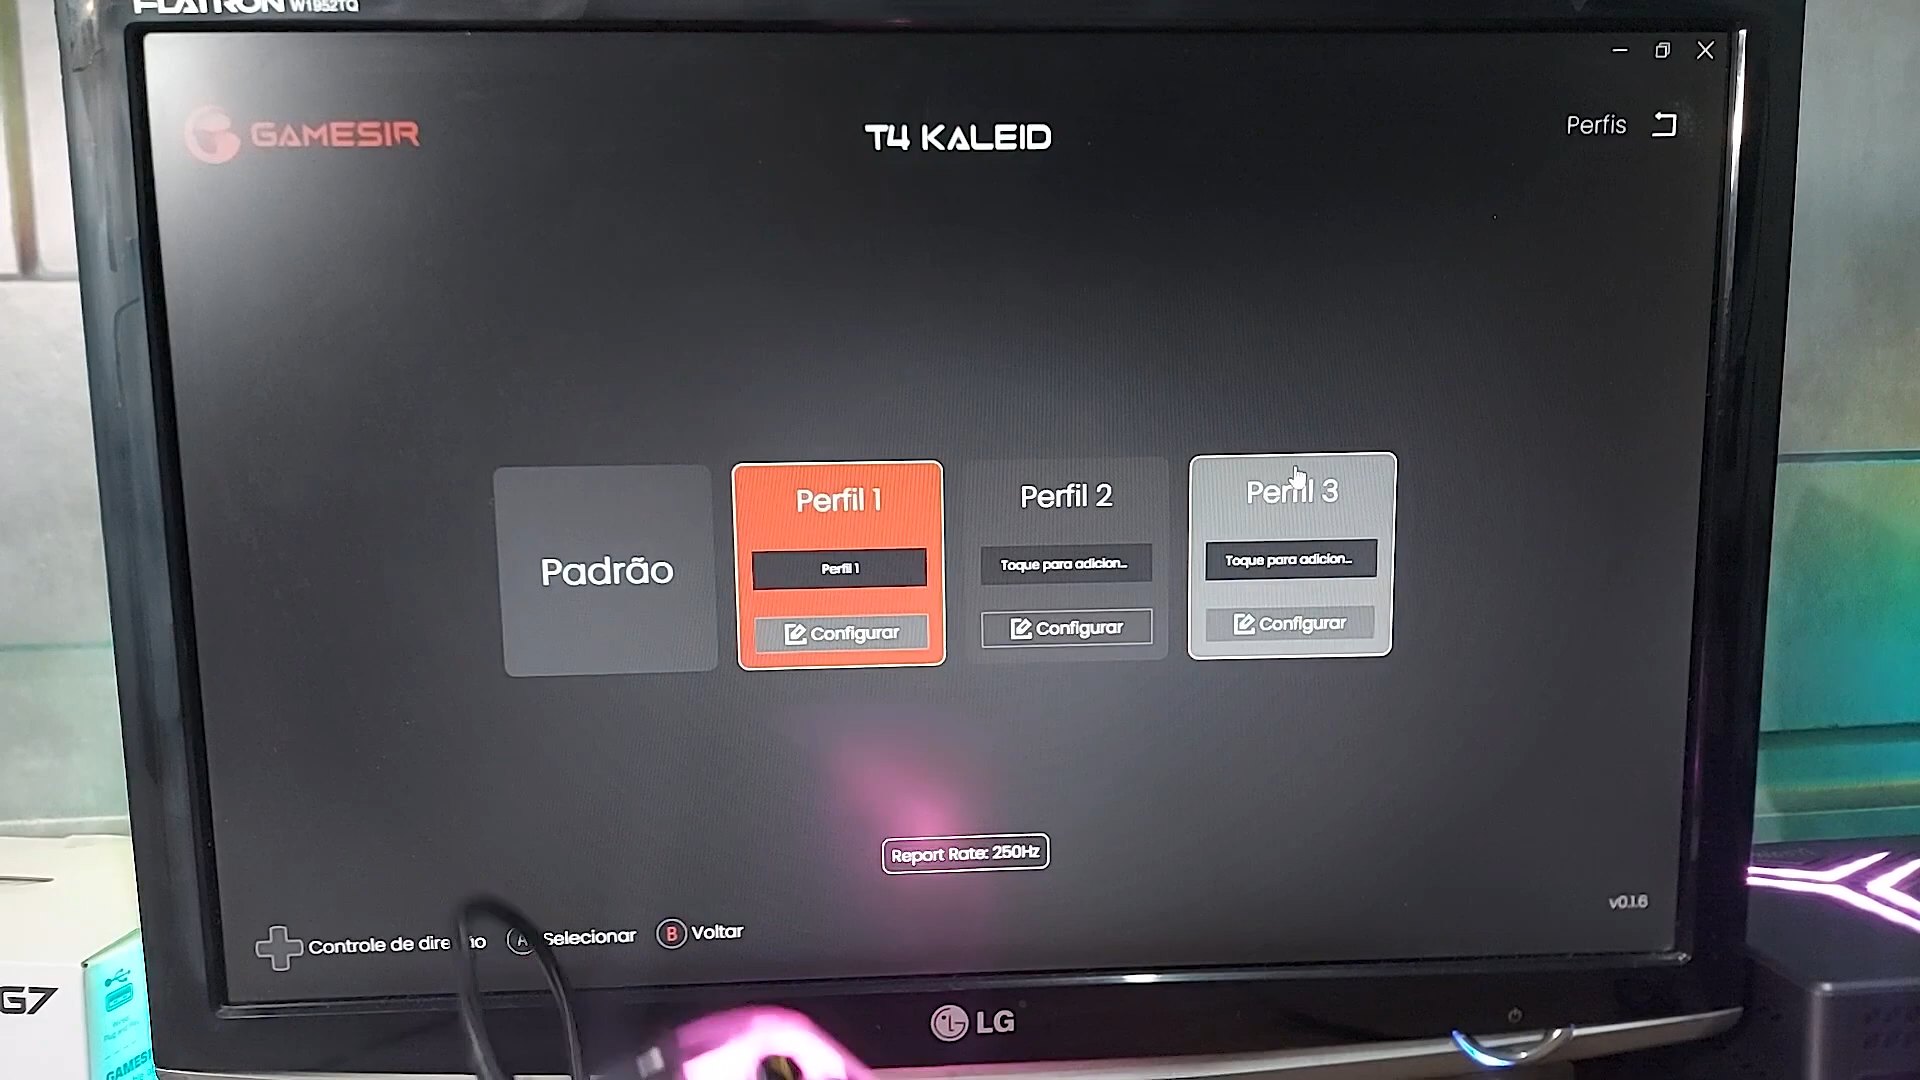 FLATRON W1952TQ
GAMESIR
T4 KALEID
Perfis
Padrão
Perfil 1
Perfil 1
Configurar
Perfil 2
Toque para adicion...
Configurar
Perfil 3
Toque para adicion...
Configurar
Report Rate: 250Hz
v0.1.6
A Selecionar
B Voltar
Controle de
G7
LG
GAMESI